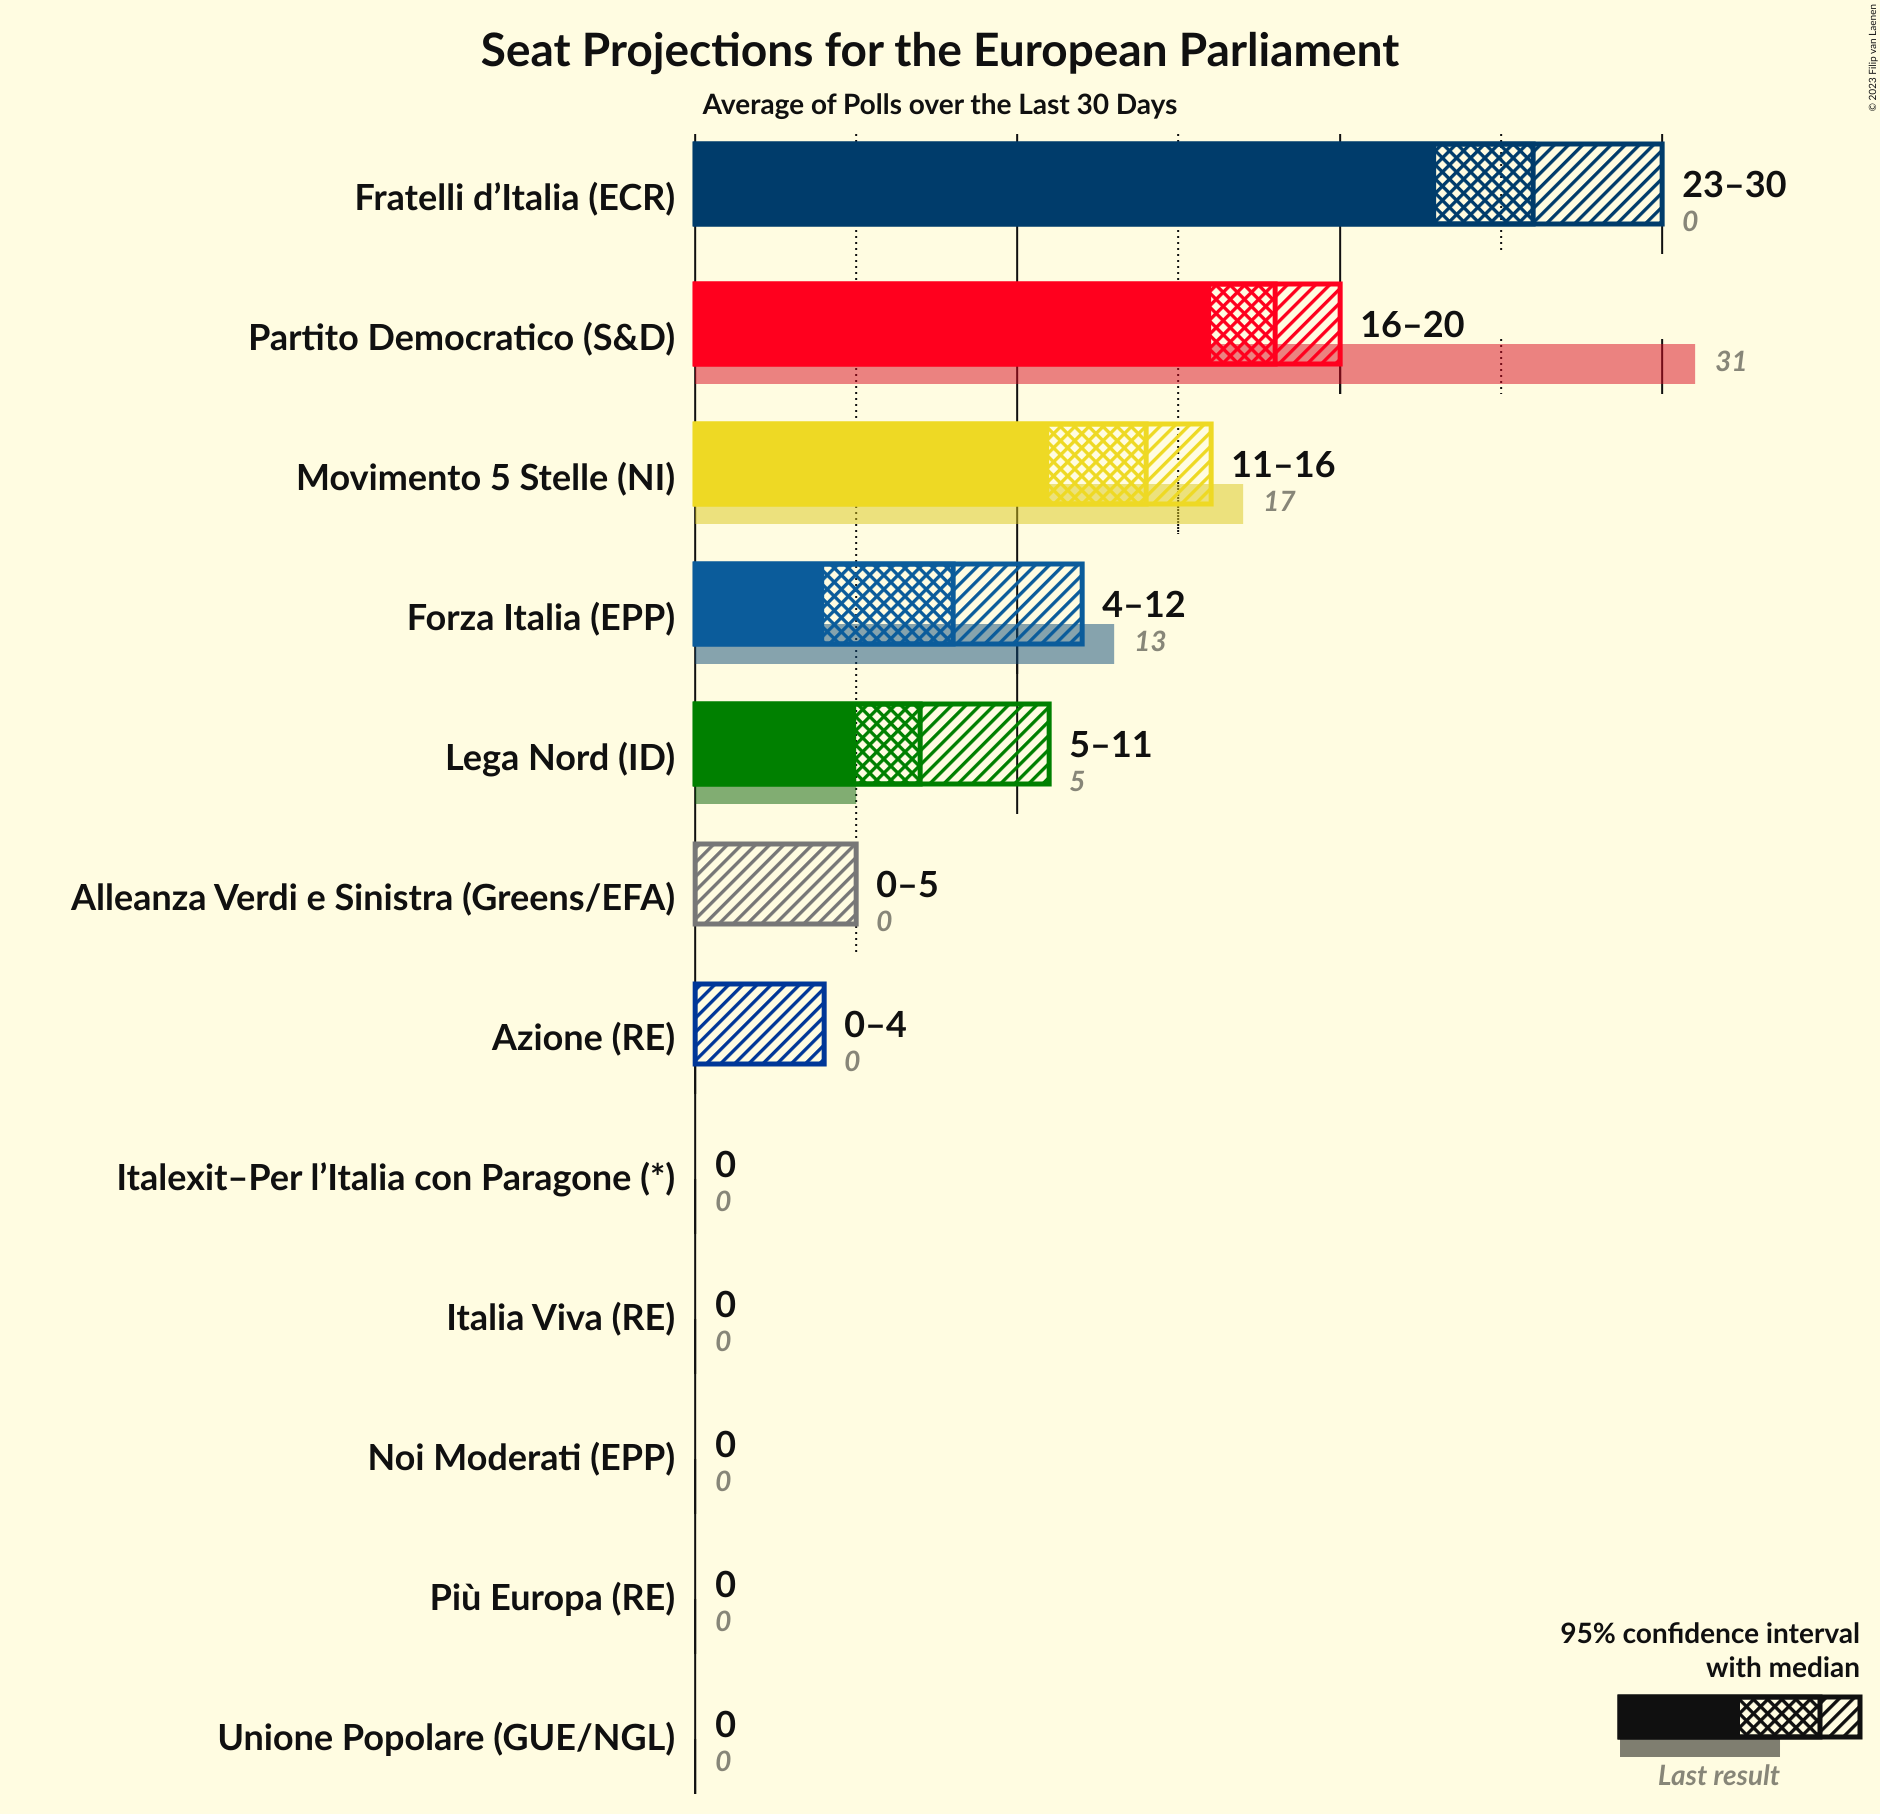 Seat Projections for the European Parliament
Average of Polls over the Last 30 Days
© 2023 Filip van Laenen
Fratelli d’Italia (ECR)
23–30
0
Partito Democratico (S&D)
16–20
31
Movimento 5 Stelle (NI)
11–16
17
Forza Italia (EPP)
4–12
13
Lega Nord (ID)
5–11
5
Alleanza Verdi e Sinistra (Greens/EFA)
0–5
0
Azione (RE)
0–4
0
Italexit–Per l’Italia con Paragone (*)
0
0
Italia Viva (RE)
0
0
Noi Moderati (EPP)
0
0
Più Europa (RE)
0
0
Unione Popolare (GUE/NGL)
0
0
95% confidence interval
with median
Last result